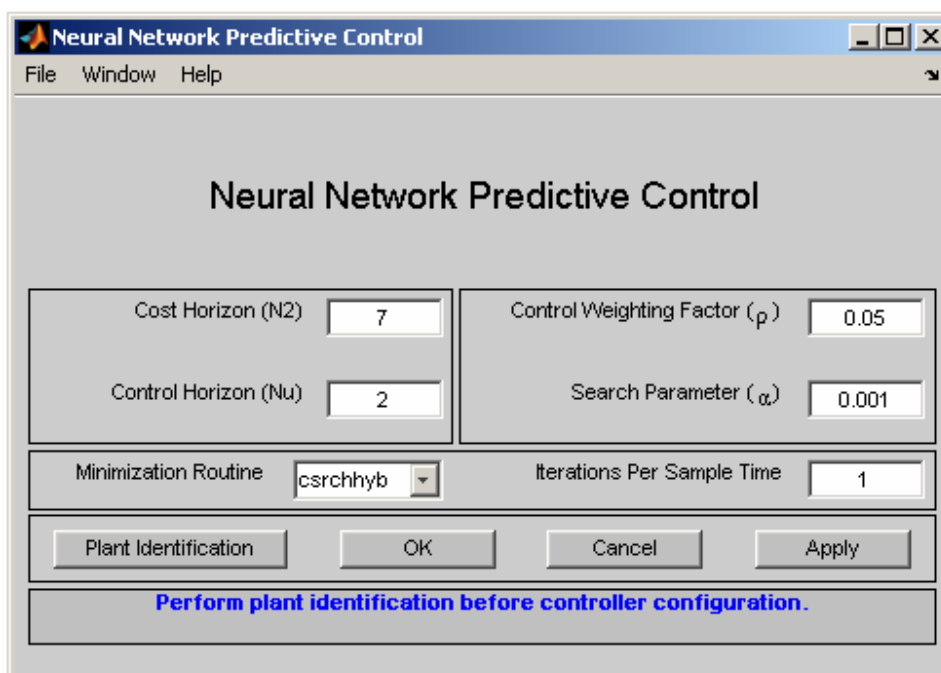 Neural Network Predictive Control
File Window Help
Neural Network Predictive Control
Cost Horizon (N2) 7
Control Weighting Factor (ρ) 0.05
Control Horizon (Nu) 2
Search Parameter (α) 0.001
Minimization Routine csrchhyb
Iterations Per Sample Time 1
Plant Identification OK Cancel Apply
Perform plant identification before controller configuration.